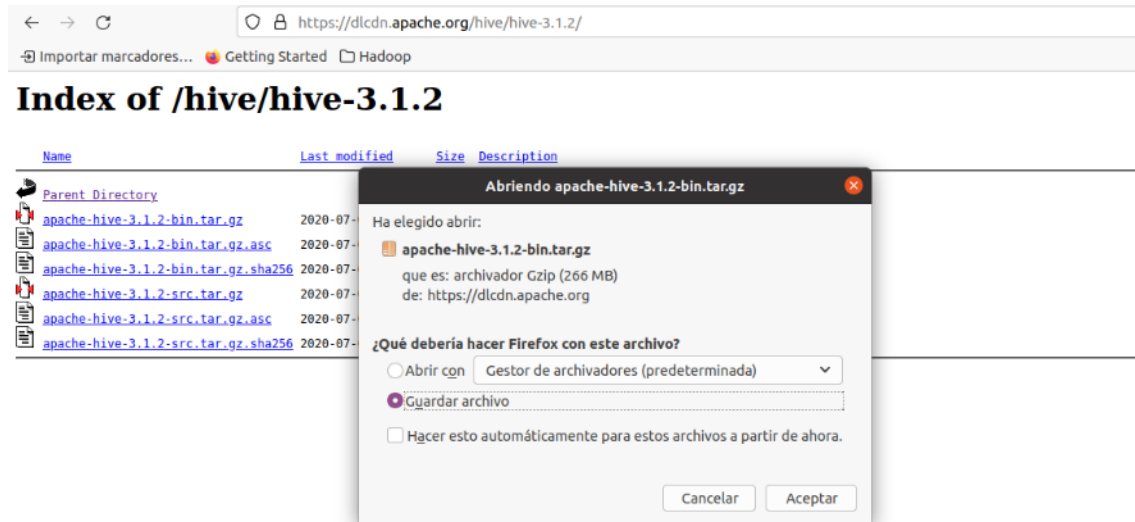 https://dlcdn.apache.org/hive/hive-3.1.2/
Importar marcadores... Getting Started Hadoop
Index of /hive/hive-3.1.2
Name Last modified Size Description
Parent Directory
apache-hive-3.1.2-bin.tar.gz 2020-07-
apache-hive-3.1.2-bin.tar.gz.asc 2020-07-
apache-hive-3.1.2-bin.tar.gz.sha256 2020-07-
apache-hive-3.1.2-src.tar.gz 2020-07-
apache-hive-3.1.2-src.tar.gz.asc 2020-07-
apache-hive-3.1.2-src.tar.gz.sha256 2020-07-
Abriendo apache-hive-3.1.2-bin.tar.gz
Ha elegido abrir:
apache-hive-3.1.2-bin.tar.gz
que es: archivador Gzip (266 MB)
de: https://dlcdn.apache.org
¿Qué debería hacer Firefox con este archivo?
Abrir con Gestor de archivadores (predeterminada)
Guardar archivo
Hacer esto automáticamente para estos archivos a partir de ahora.
Cancelar Aceptar